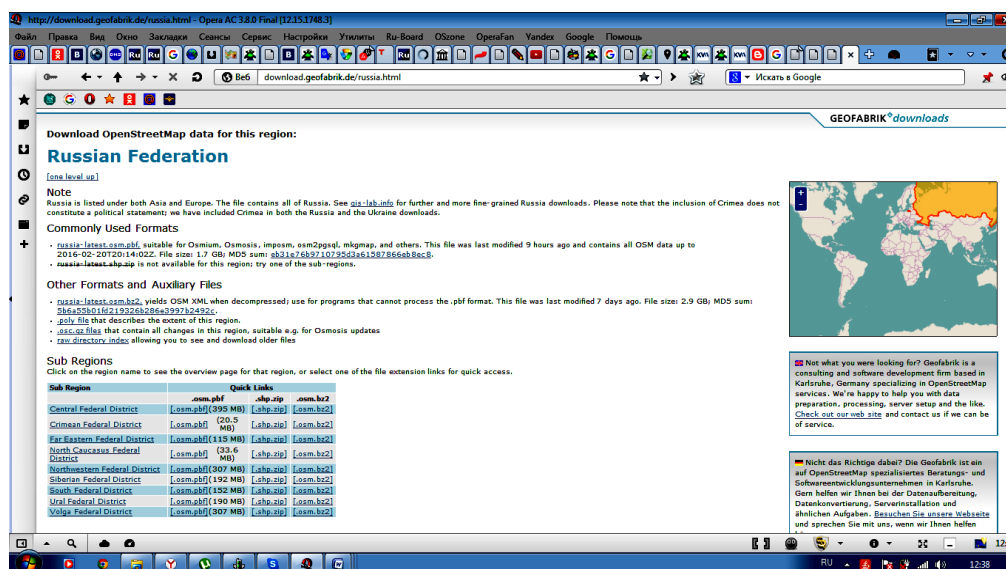 http://download.geofabrik.de/russia.html - Opera AC 3.8.0 Final [12.15.1748.3]
Файл Правка Вид Окно Закладки Сеансы Сервис Настройки Утилиты Ru-Board OSzone OperaFan Yandex Google Помощь
Веб download.geofabrik.de/russia.html Искать в Google
GEOFABRIK downloads
Download OpenStreetMap data for this region:
Russian Federation
[one level up]
Note
Russia is listed under both Asia and Europe. The file contains all of Russia. See gis-lab.info for further and more fine-grained Russia downloads. Please note that the inclusion of Crimea does not
constitute a political statement; we have included Crimea in both the Russia and the Ukraine downloads.
Commonly Used Formats
russia-latest.osm.pbf, suitable for Osmium, Osmosis, imposm, osm2pgsql, mkgmap, and others. This file was last modified 9 hours ago and contains all OSM data up to
2016-02-20T20:14:02Z. File size: 1.7 GB; MD5 sum: eb31e76b9710795d3a61587866eb8ec8.
russia-latest.shp.zip is not available for this region; try one of the sub-regions.
Other Formats and Auxiliary Files
russia-latest.osm.bz2, yields OSM XML when decompressed; use for programs that cannot process the .pbf format. This file was last modified 7 days ago. File size: 2.9 GB; MD5 sum:
5b6a55b01fd219326b286e3997b2492c.
.poly file that describes the extent of this region.
.osc.gz files that contain all changes in this region, suitable e.g. for Osmosis updates
raw directory index allowing you to see and download older files
Sub Regions
Click on the region name to see the overview page for that region, or select one of the file extension links for quick access.
Sub Region Quick Links
.osm.pbf .shp.zip .osm.bz2
Central Federal District [.osm.pbf] (395 MB) [.shp.zip] [.osm.bz2]
Crimean Federal District [.osm.pbf] (20.5 MB) [.shp.zip] [.osm.bz2]
Far Eastern Federal District [.osm.pbf] (115 MB) [.shp.zip] [.osm.bz2]
North Caucasus Federal District [.osm.pbf] (33.6 MB) [.shp.zip] [.osm.bz2]
Northwestern Federal District [.osm.pbf] (307 MB) [.shp.zip] [.osm.bz2]
Siberian Federal District [.osm.pbf] (192 MB) [.shp.zip] [.osm.bz2]
South Federal District [.osm.pbf] (152 MB) [.shp.zip] [.osm.bz2]
Ural Federal District [.osm.pbf] (190 MB) [.shp.zip] [.osm.bz2]
Volga Federal District [.osm.pbf] (307 MB) [.shp.zip] [.osm.bz2]
Not what you were looking for? Geofabrik is a
consulting and software development firm based in
Karlsruhe, Germany specializing in OpenStreetMap
services. We're happy to help you with data
preparation, processing, server setup and the like.
Check out our web site and contact us if we can be
of service.
Nicht das Richtige dabei? Die Geofabrik ist ein
auf OpenStreetMap spezialisiertes Beratungs- und
Softwareentwicklungsunternehmen in Karlsruhe.
Gern helfen wir Ihnen bei der Datenaufbereitung,
Datenkonvertierung, Serverinstallation und
ähnlichen Aufgaben. Besuchen Sie unsere Webseite
und sprechen Sie mit uns, wenn wir Ihnen helfen
RU 12:38